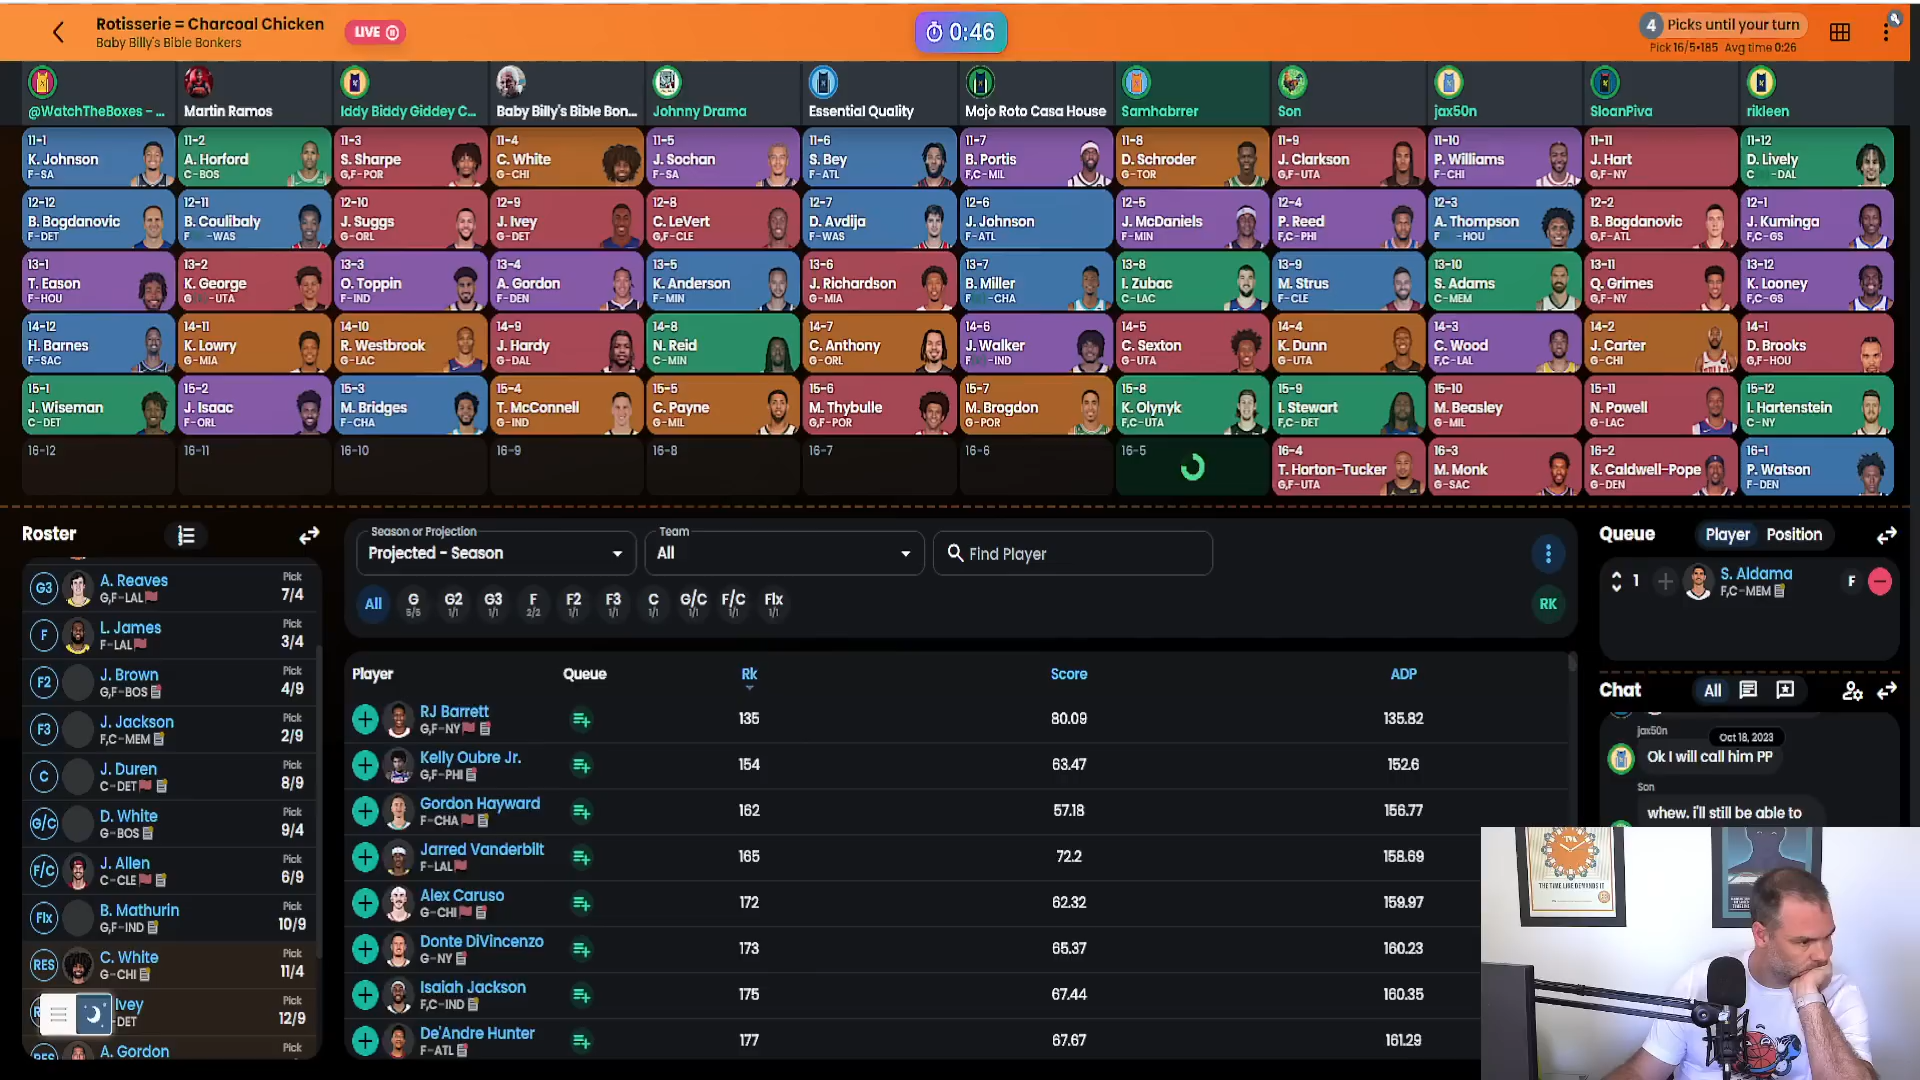 Rotisserie = Charcoal Chicken
Baby Billy's Bible Bonkers
LIVE
0:46
4 Picks until your turn
Pick 16/5•185 Avg time 0:26
@WatchTheBoxes – ... Martin Ramos Iddy Biddy Giddey C... Baby Billy's Bible Bon... Johnny Drama Essential Quality Mojo Roto Casa House Samhabrrer Son jax50n SloanPiva rikleen
11-1 11-2 11-3 11-4 11-5 11-6 11-7 11-8 11-9 11-10 11-11 11-12
K. Johnson A. Horford S. Sharpe C. White J. Sochan S. Bey B. Portis D. Schroder J. Clarkson P. Williams J. Hart D. Lively
F-SA C-BOS G,F-POR G-CHI F-SA F-ATL F,C-MIL G-TOR G,F-UTA F-CHI G,F-NY C -DAL
12-12 12-11 12-10 12-9 12-8 12-7 12-6 12-5 12-4 12-3 12-2 12-1
B. Bogdanovic B. Coulibaly J. Suggs J. Ivey C. LeVert D. Avdija J. Johnson J. McDaniels P. Reed A. Thompson B. Bogdanovic J. Kuminga
F-DET F -WAS G-ORL G-DET G,F-CLE F-WAS F-ATL F-MIN F,C-PHI F -HOU G,F-ATL F,C-GS
13-1 13-2 13-3 13-4 13-5 13-6 13-7 13-8 13-9 13-10 13-11 13-12
T. Eason K. George O. Toppin A. Gordon K. Anderson J. Richardson B. Miller I. Zubac M. Strus S. Adams Q. Grimes K. Looney
F-HOU G -UTA F-IND F-DEN F-MIN G-MIA F -CHA C-LAC F-CLE C-MEM G,F-NY F,C-GS
14-12 14-11 14-10 14-9 14-8 14-7 14-6 14-5 14-4 14-3 14-2 14-1
H. Barnes K. Lowry R. Westbrook J. Hardy N. Reid C. Anthony J. Walker C. Sexton K. Dunn C. Wood J. Carter D. Brooks
F-SAC G-MIA G-LAC G-DAL C-MIN G-ORL F -IND G-UTA G-UTA F,C-LAL G-CHI G,F-HOU
15-1 15-2 15-3 15-4 15-5 15-6 15-7 15-8 15-9 15-10 15-11 15-12
J. Wiseman J. Isaac M. Bridges T. McConnell C. Payne M. Thybulle M. Brogdon K. Olynyk I. Stewart M. Beasley N. Powell I. Hartenstein
C-DET F-ORL F-CHA G-IND G-MIL G,F-POR G-POR F,C-UTA F,C-DET G-MIL G-LAC C-NY
16-12 16-11 16-10 16-9 16-8 16-7 16-6 16-5 16-4 16-3 16-2 16-1
T. Horton-Tucker M. Monk K. Caldwell-Pope P. Watson
G,F-UTA G-SAC G-DEN F-DEN
Roster
G3 A. Reaves Pick
G,F-LAL 7/4
F L. James Pick
F-LAL 3/4
F2 J. Brown Pick
G,F-BOS 4/9
F3 J. Jackson Pick
F,C-MEM 2/9
C J. Duren Pick
C-DET 8/9
G/C D. White Pick
G-BOS 9/4
F/C J. Allen Pick
C-CLE 6/9
Flx B. Mathurin Pick
G,F-IND 10/9
RES C. White Pick
G-CHI 11/4
Ivey Pick
-DET 12/9
RES A. Gordon Pick
Season or Projection
Projected - Season
Team
All
Find Player
All G G2 G3 F F2 F3 C G/C F/C Flx
5/5 1/1 1/1 2/2 1/1 1/1 1/1 1/1 1/1 1/1
RK
Player Queue Rk Score ADP
RJ Barrett 135 80.09 135.82
G,F-NY
Kelly Oubre Jr. 154 63.47 152.6
G,F-PHI
Gordon Hayward 162 57.18 156.77
F-CHA
Jarred Vanderbilt 165 72.2 158.69
F-LAL
Alex Caruso 172 62.32 159.97
G-CHI
Donte DiVincenzo 173 65.37 160.23
G-NY
Isaiah Jackson 175 67.44 160.35
F,C-IND
De'Andre Hunter 177 67.67 161.29
F-ATL
Queue Player Position
1 S. Aldama F
F,C-MEM
Chat All
jax50n
Oct 18, 2023
Ok I will call him PP
Son
whew. i'll still be able to
THE TIME LINE DEMANDS IT